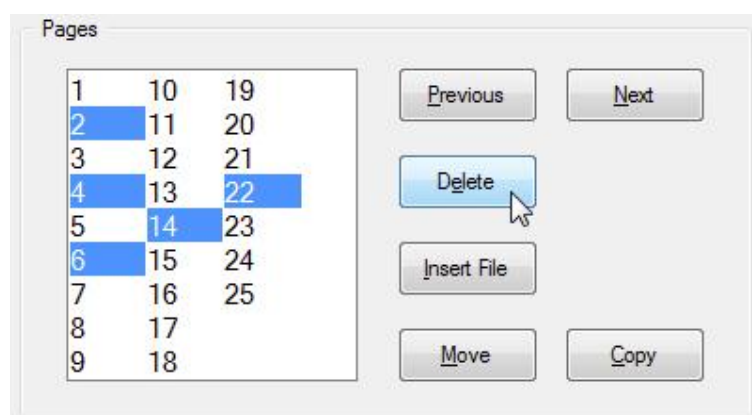 Pages
1 10 19
2 11 20
3 12 21
4 13 22
5 14 23
6 15 24
7 16 25
8 17
9 18
Previous Next
Delete
Insert File
Move Copy